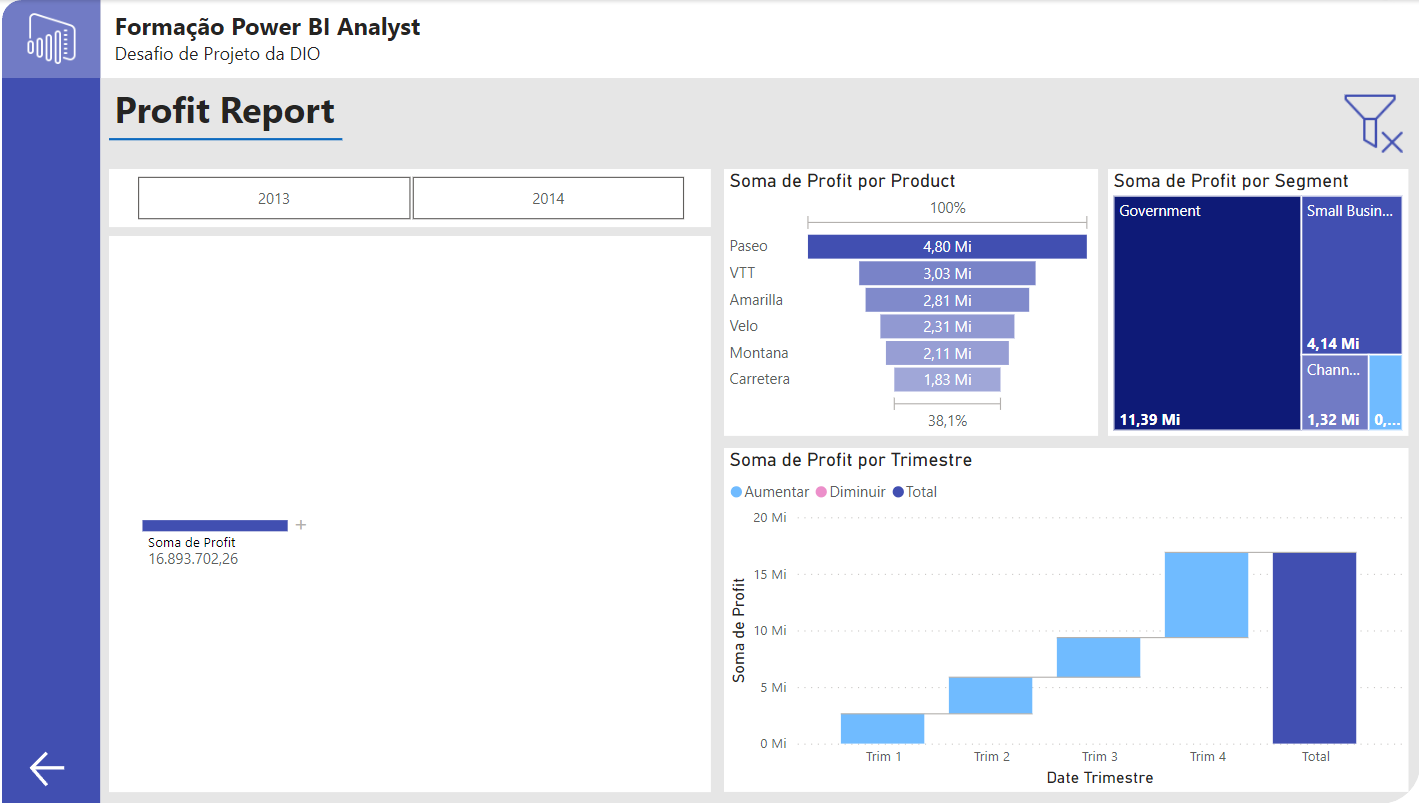 Formação Power BI Analyst
Desafio de Projeto da DIO
Profit Report
2013
2014
Soma de Profit
16.893.702,26
Soma de Profit por Product
100%
Paseo
4,80 Mi
VTT
3,03 Mi
Amarilla
2,81 Mi
Velo
2,31 Mi
Montana
2,11 Mi
Carretera
1,83 Mi
38,1%
Soma de Profit por Segment
Government
11,39 Mi
Small Busin...
4,14 Mi
Chann...
1,32 Mi
0,...
Soma de Profit por Trimestre
Aumentar Diminuir Total
Soma de Profit
20 Mi
15 Mi
10 Mi
5 Mi
0 Mi
Trim 1 Trim 2 Trim 3 Trim 4 Total
Date Trimestre